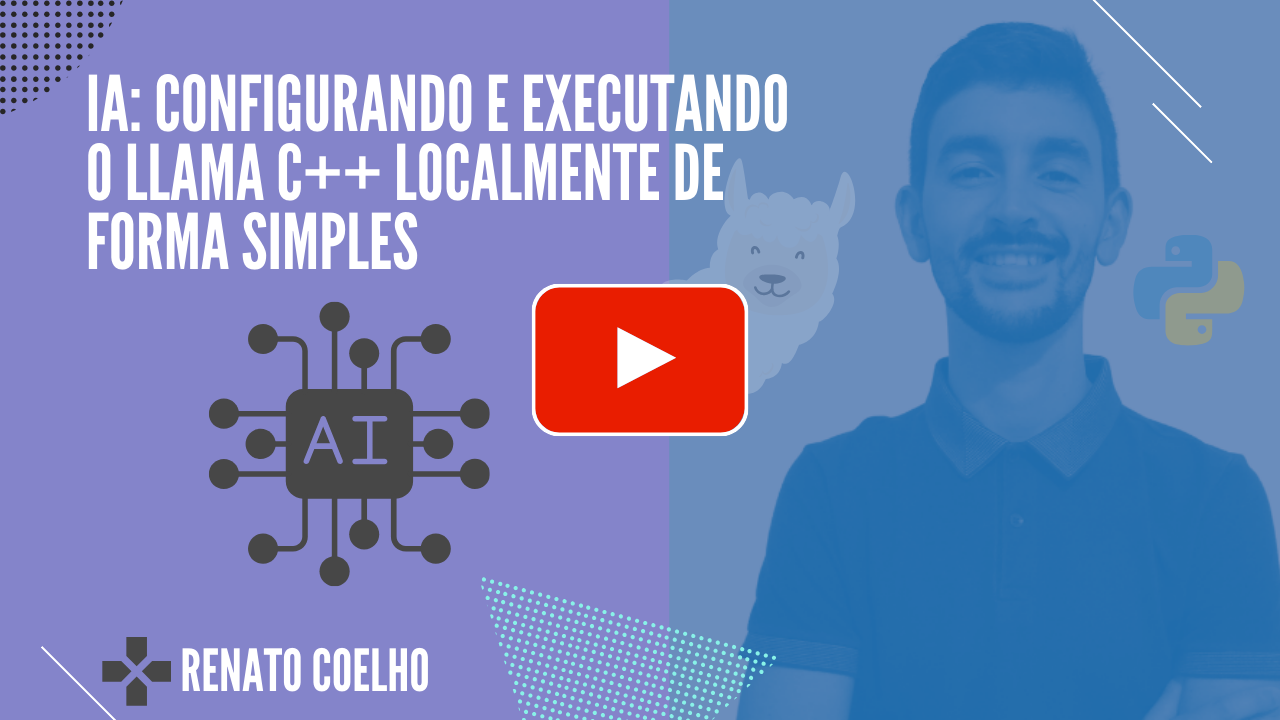 IA: CONFIGURANDO E EXECUTANDO
O LLAMA C++ LOCALMENTE DE
FORMA SIMPLES
AI
RENATO COELHO